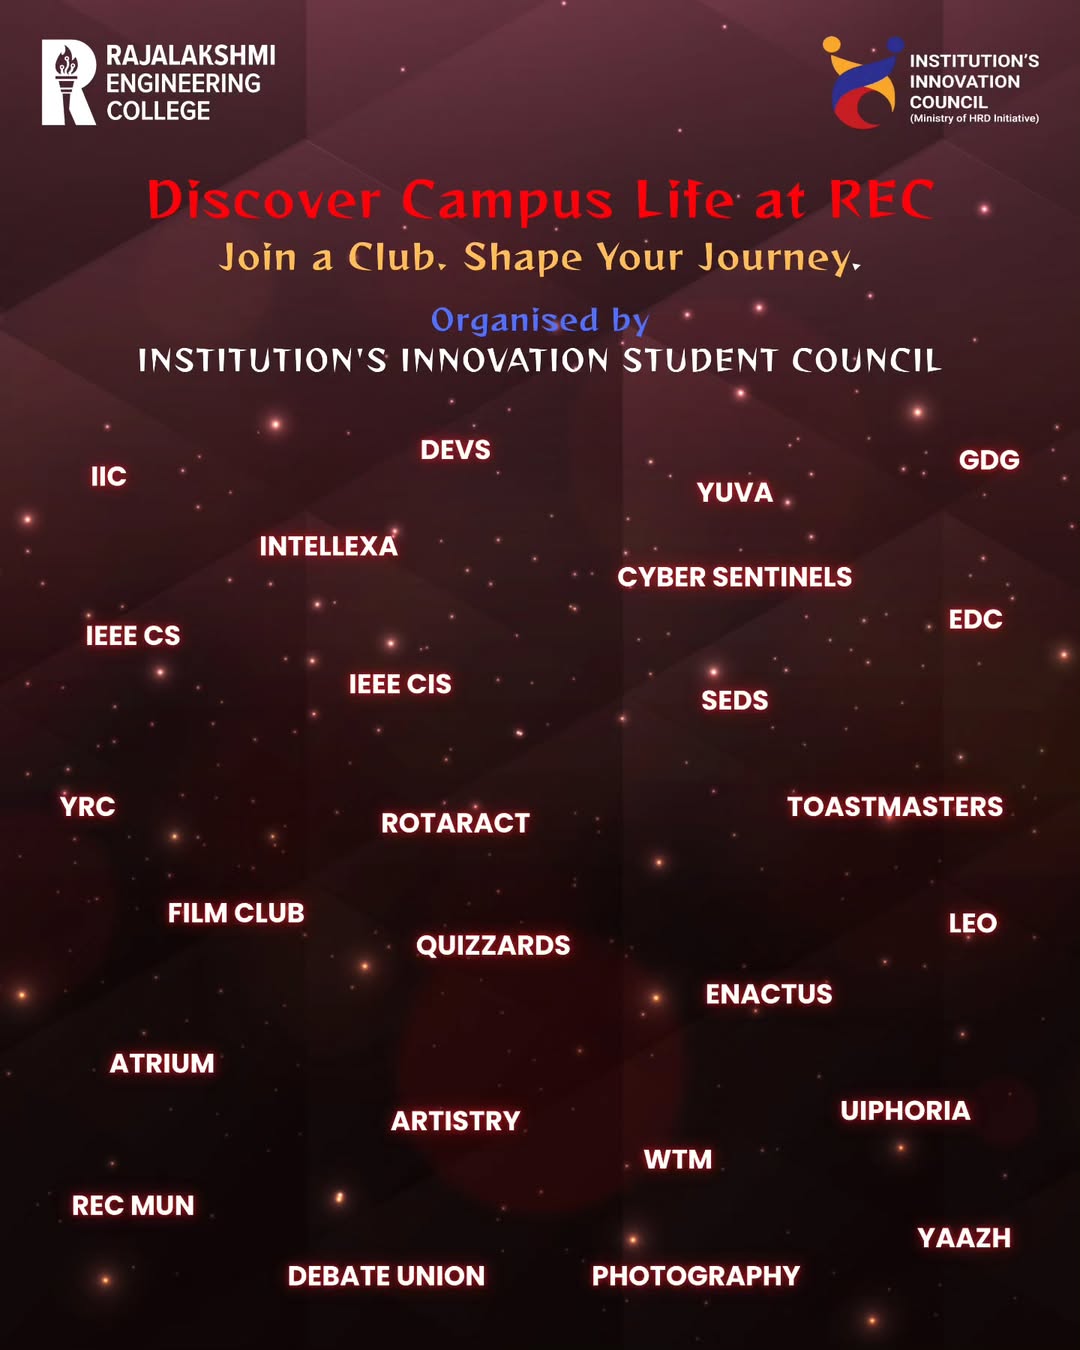 RAJALAKSHMI
ENGINEERING
COLLEGE
INSTITUTION'S
INNOVATION
COUNCIL
(Ministry of HRD Initiative)
Discover Campus Life at REC
Join a Club. Shape Your Journey.
Organised by
INSTITUTION'S INNOVATION STUDENT COUNCIL
DEVS
GDG
IIC
YUVA
INTELLEXA
CYBER SENTINELS
EDC
IEEE CS
IEEE CIS
SEDS
YRC
TOASTMASTERS
ROTARACT
FILM CLUB
LEO
QUIZZARDS
ENACTUS
ATRIUM
UIPHORIA
ARTISTRY
WTM
REC MUN
YAAZH
DEBATE UNION
PHOTOGRAPHY